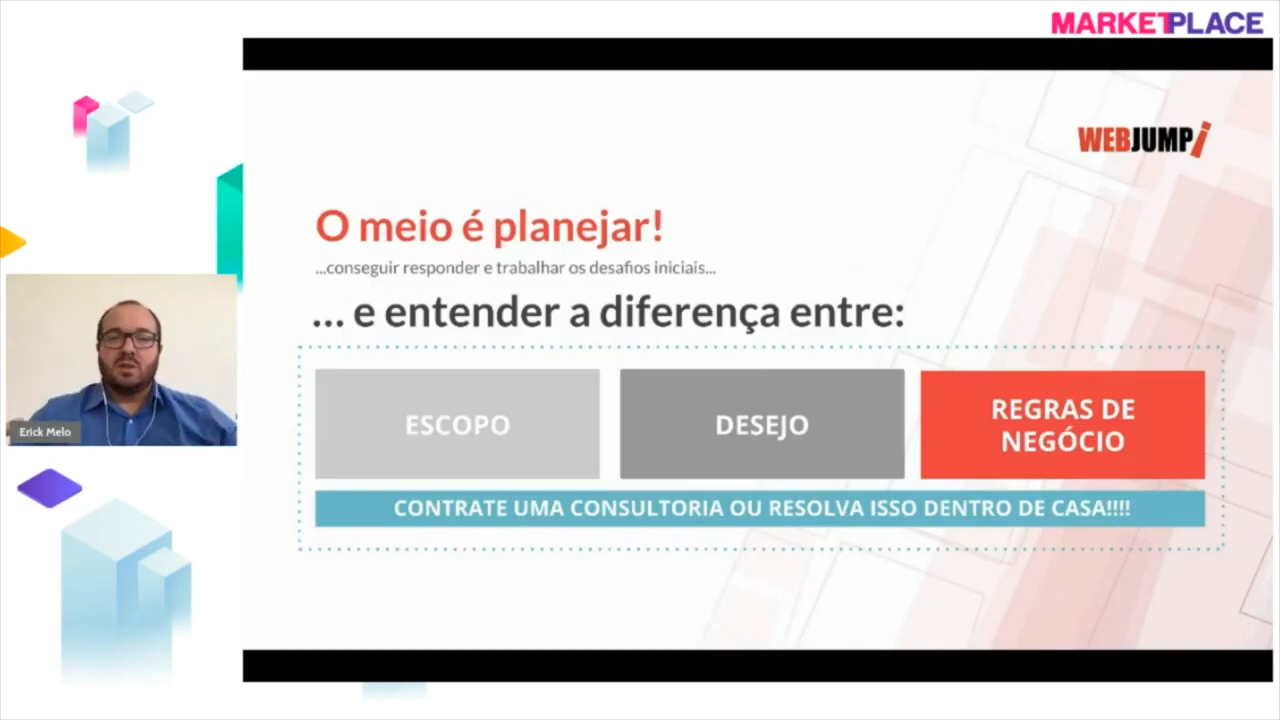 MARKETPLACE
WEBJUMP!
O meio é planejar!
...conseguir responder e trabalhar os desafios iniciais...
... e entender a diferença entre:
ESCOPO
DESEJO
REGRAS DE
NEGÓCIO
CONTRATE UMA CONSULTORIA OU RESOLVA ISSO DENTRO DE CASA!!!!
Erick Melo